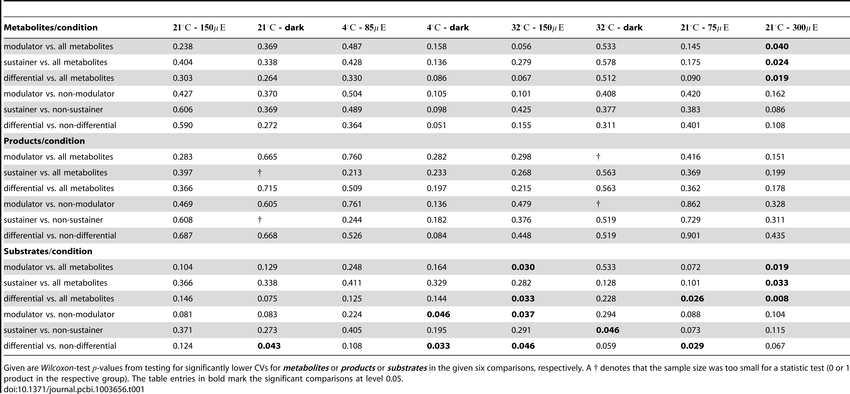 Metabolites/condition 21°C - 150μE 21°C - dark 4°C - 85μE 4°C - dark 32°C - 150μE 32°C - dark 21°C - 75μE 21°C - 300μE
modulator vs. all metabolites 0.238 0.369 0.487 0.158 0.056 0.533 0.145 0.040
sustainer vs. all metabolites 0.404 0.338 0.428 0.136 0.279 0.578 0.175 0.024
differential vs. all metabolites 0.303 0.264 0.330 0.086 0.067 0.512 0.090 0.019
modulator vs. non-modulator 0.427 0.370 0.504 0.105 0.101 0.408 0.420 0.162
sustainer vs. non-sustainer 0.606 0.369 0.489 0.098 0.425 0.377 0.383 0.086
differential vs. non-differential 0.590 0.272 0.364 0.051 0.155 0.311 0.401 0.108
Products/condition
modulator vs. all metabolites 0.283 0.665 0.760 0.282 0.298 † 0.416 0.151
sustainer vs. all metabolites 0.397 † 0.213 0.233 0.268 0.563 0.369 0.199
differential vs. all metabolites 0.366 0.715 0.509 0.197 0.215 0.563 0.362 0.178
modulator vs. non-modulator 0.469 0.605 0.761 0.136 0.479 † 0.862 0.328
sustainer vs. non-sustainer 0.608 † 0.244 0.182 0.376 0.519 0.729 0.311
differential vs. non-differential 0.687 0.668 0.526 0.084 0.448 0.519 0.901 0.435
Substrates/condition
modulator vs. all metabolites 0.104 0.129 0.248 0.164 0.030 0.533 0.072 0.019
sustainer vs. all metabolites 0.366 0.338 0.411 0.329 0.282 0.128 0.101 0.033
differential vs. all metabolites 0.146 0.075 0.125 0.144 0.033 0.228 0.026 0.008
modulator vs. non-modulator 0.081 0.083 0.224 0.046 0.037 0.294 0.088 0.104
sustainer vs. non-sustainer 0.371 0.273 0.405 0.195 0.291 0.046 0.073 0.115
differential vs. non-differential 0.124 0.043 0.108 0.033 0.046 0.059 0.029 0.067
Given are Wilcoxon-test p-values from testing for significantly lower CVs for metabolites or products or substrates in the given six comparisons, respectively. A † denotes that the sample size was too small for a statistic test (0 or 1
product in the respective group). The table entries in bold mark the significant comparisons at level 0.05.
doi:10.1371/journal.pcbi.1003656.t001